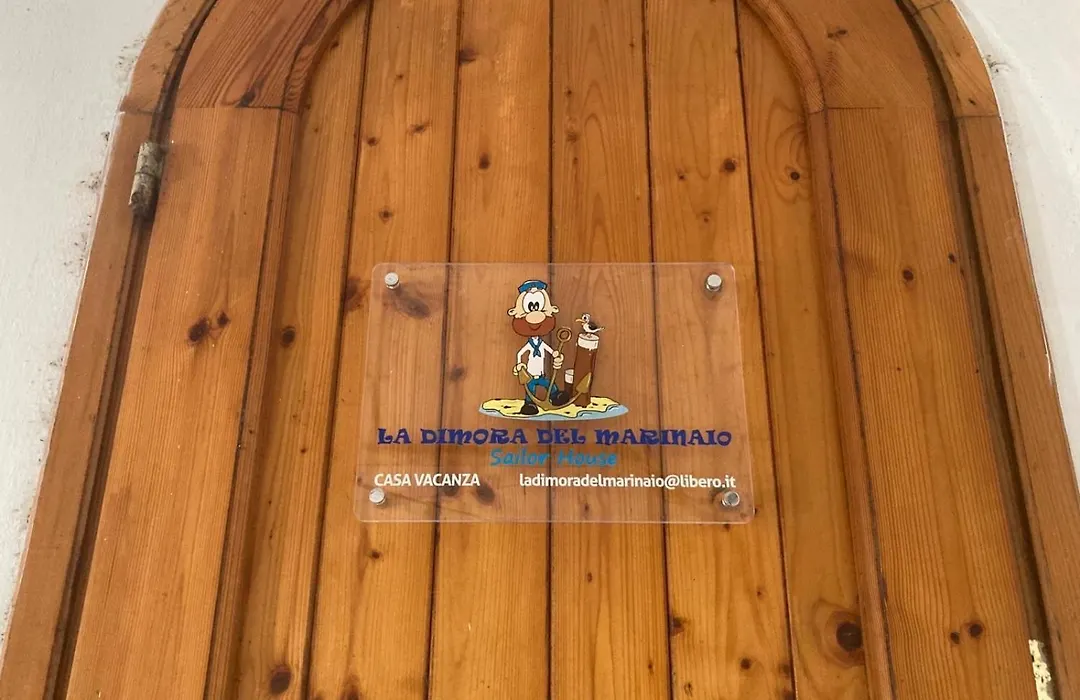 LA DIMORA DEL MARINAIO
Sailor House
CASA VACANZA ladimoradelmarinaio@libero.it